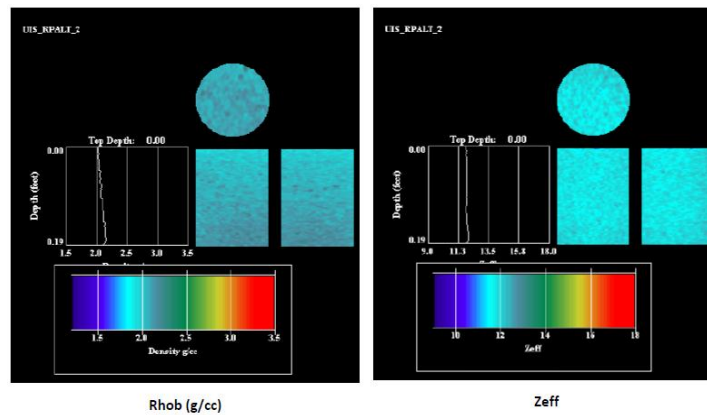 UIS_RPALT_2
Top Depth: 0.00
0.00
Depth (feet)
0.19
1.5 2.0 2.5 3.0 3.5
1.5 2.0 2.5 3.0 3.5
Density g/cc
Rhob (g/cc)
UIS_RPALT_2
Top Depth: 0.00
0.00
Depth (feet)
0.19
9.0 11.3 13.5 15.8 18.0
10 12 14 16 18
Zeff
Zeff